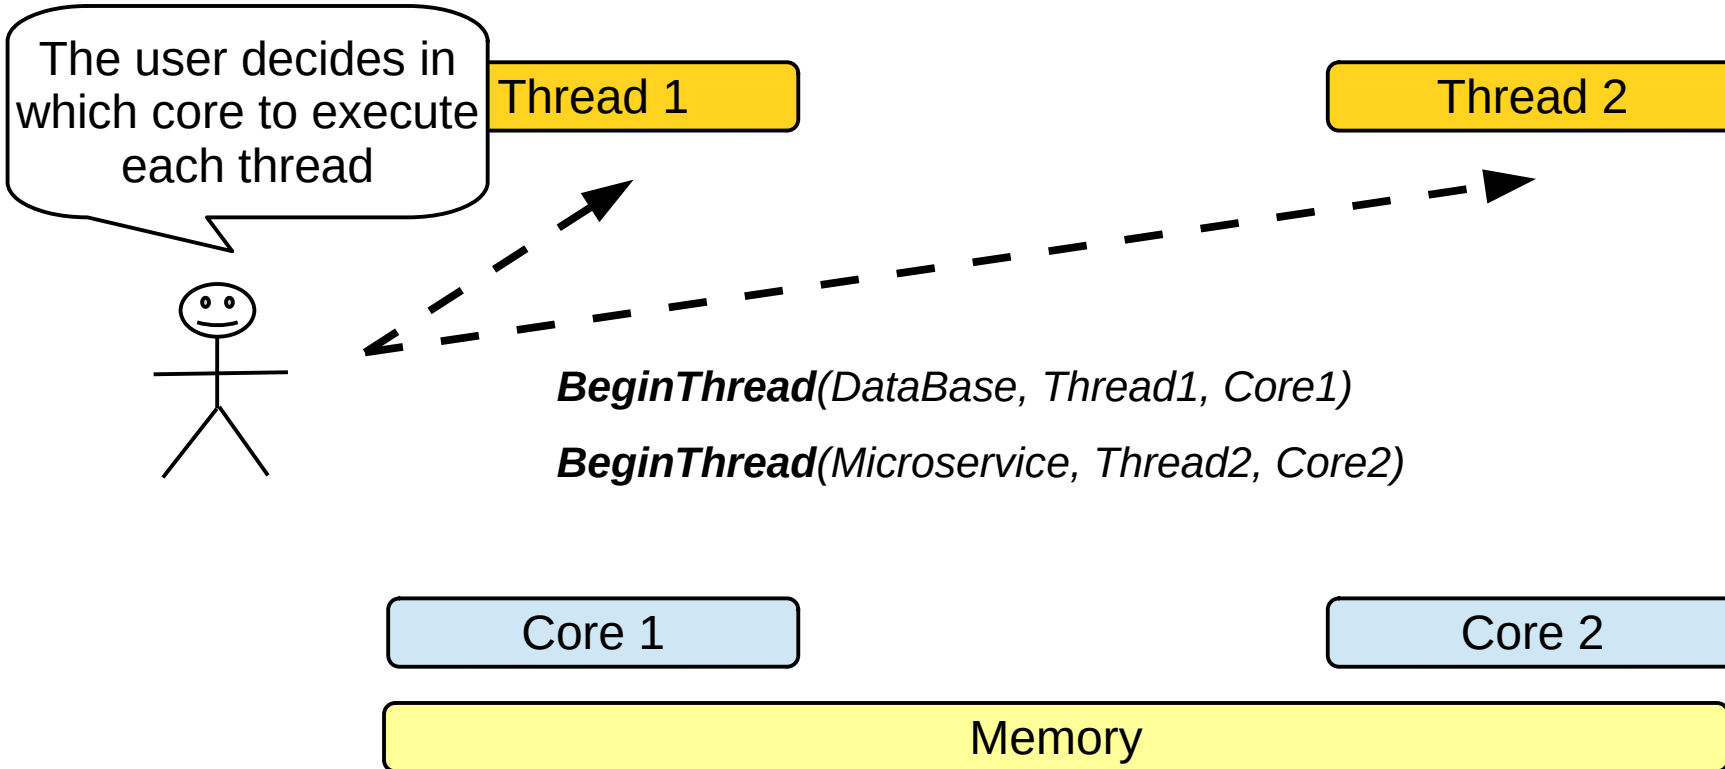 The user decides in
which core to execute
each thread
Thread 1
Thread 2
BeginThread(DataBase, Thread1, Core1)
BeginThread(Microservice, Thread2, Core2)
Core 1
Core 2
Memory